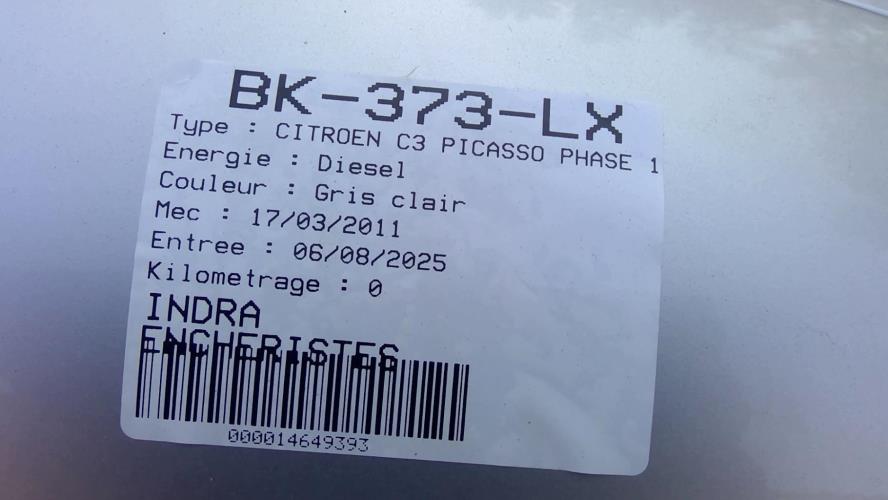 BK-373-LX
Type : CITROEN C3 PICASSO PHASE 1
Energie : Diesel
Couleur : Gris clair
Mec : 17/03/2011
Entree : 06/08/2025
Kilometrage : 0
INDRA
ENCHERISTES
000014649393